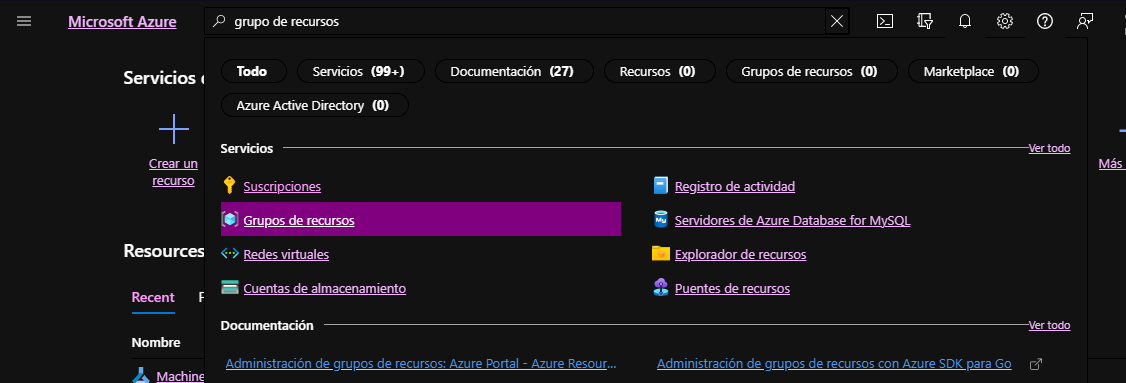 Microsoft Azure
grupo de recursos
Servicios
Todo
Servicios (99+)
Documentación (27)
Recursos (0)
Grupos de recursos (0)
Marketplace (0)
Azure Active Directory (0)
Crear un
recurso
Más
Servicios
Ver todo
Suscripciones
Registro de actividad
Grupos de recursos
Servidores de Azure Database for MySQL
Redes virtuales
Explorador de recursos
Cuentas de almacenamiento
Puentes de recursos
Resources
Recent
Documentación
Ver todo
Nombre
Administración de grupos de recursos: Azure Portal - Azure Resour...
Administración de grupos de recursos con Azure SDK para Go
Machine